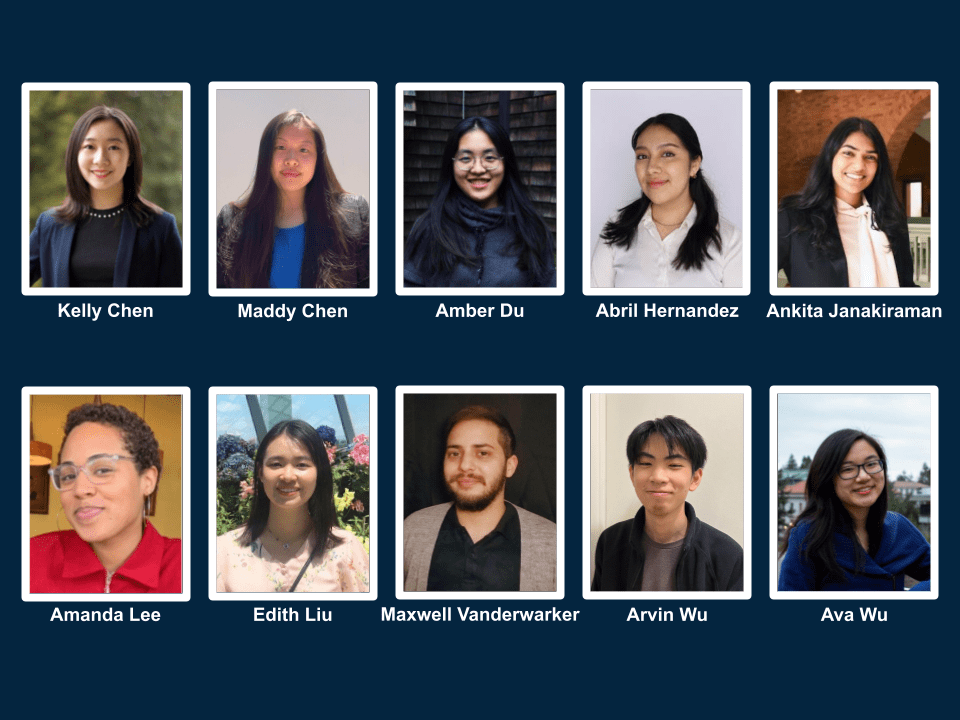 Kelly Chen
Maddy Chen
Amber Du
Abril Hernandez
Ankita Janakiraman
Amanda Lee
Edith Liu
Maxwell Vanderwarker
Arvin Wu
Ava Wu